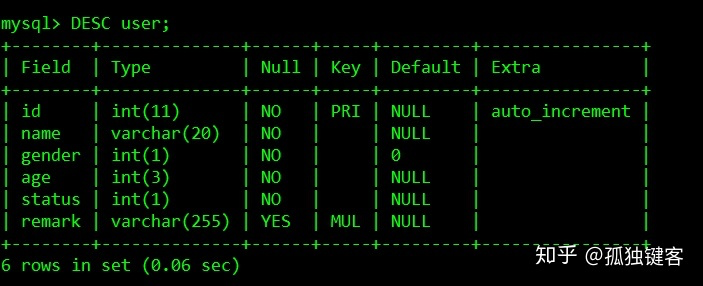 mysql> DESC user;
+--------+--------------+------+-----+---------+----------------+
| Field  | Type         | Null | Key | Default | Extra          |
+--------+--------------+------+-----+---------+----------------+
| id     | int(11)      | NO   | PRI | NULL    | auto_increment |
| name   | varchar(20)  | NO   |     | NULL    |                |
| gender | int(1)       | NO   |     | 0       |                |
| age    | int(3)       | NO   |     | NULL    |                |
| status | int(1)       | NO   |     | NULL    |                |
| remark | varchar(255) | YES  | MUL | NULL    |                |
+--------+--------------+------+-----+---------+----------------+
6 rows in set (0.06 sec)
知乎 @孤独键客